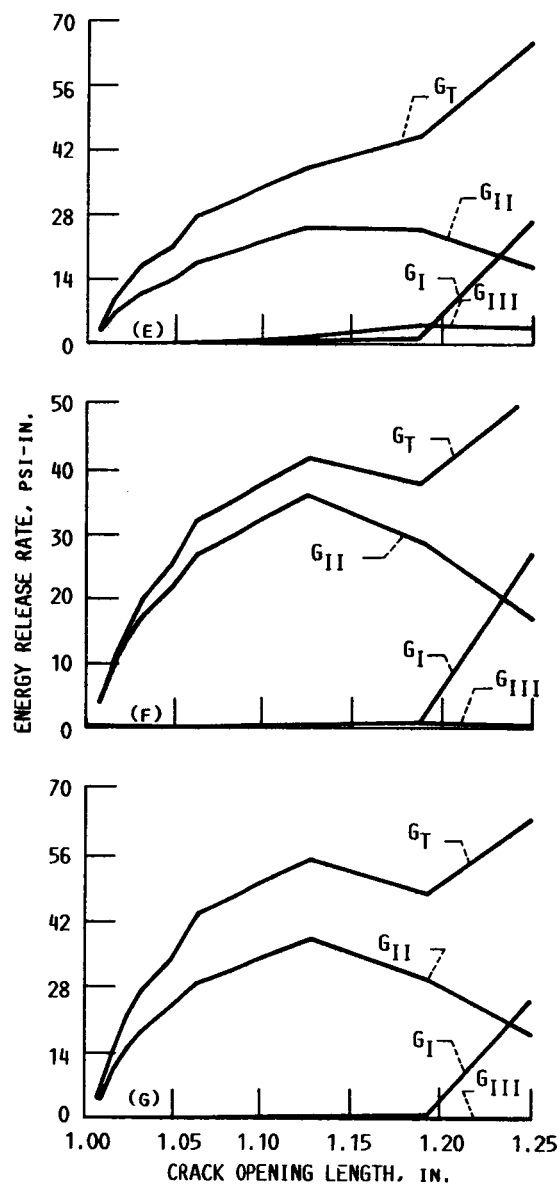 70
56
42
28
14
0
G_T
G_II
G_I
G_III
(E)
50
40
30
20
10
0
G_T
G_II
G_I
G_III
(F)
ENERGY RELEASE RATE, PSI-IN.
70
56
42
28
14
0
G_T
G_II
G_I
G_III
(G)
1.00 1.05 1.10 1.15 1.20 1.25
CRACK OPENING LENGTH, IN.